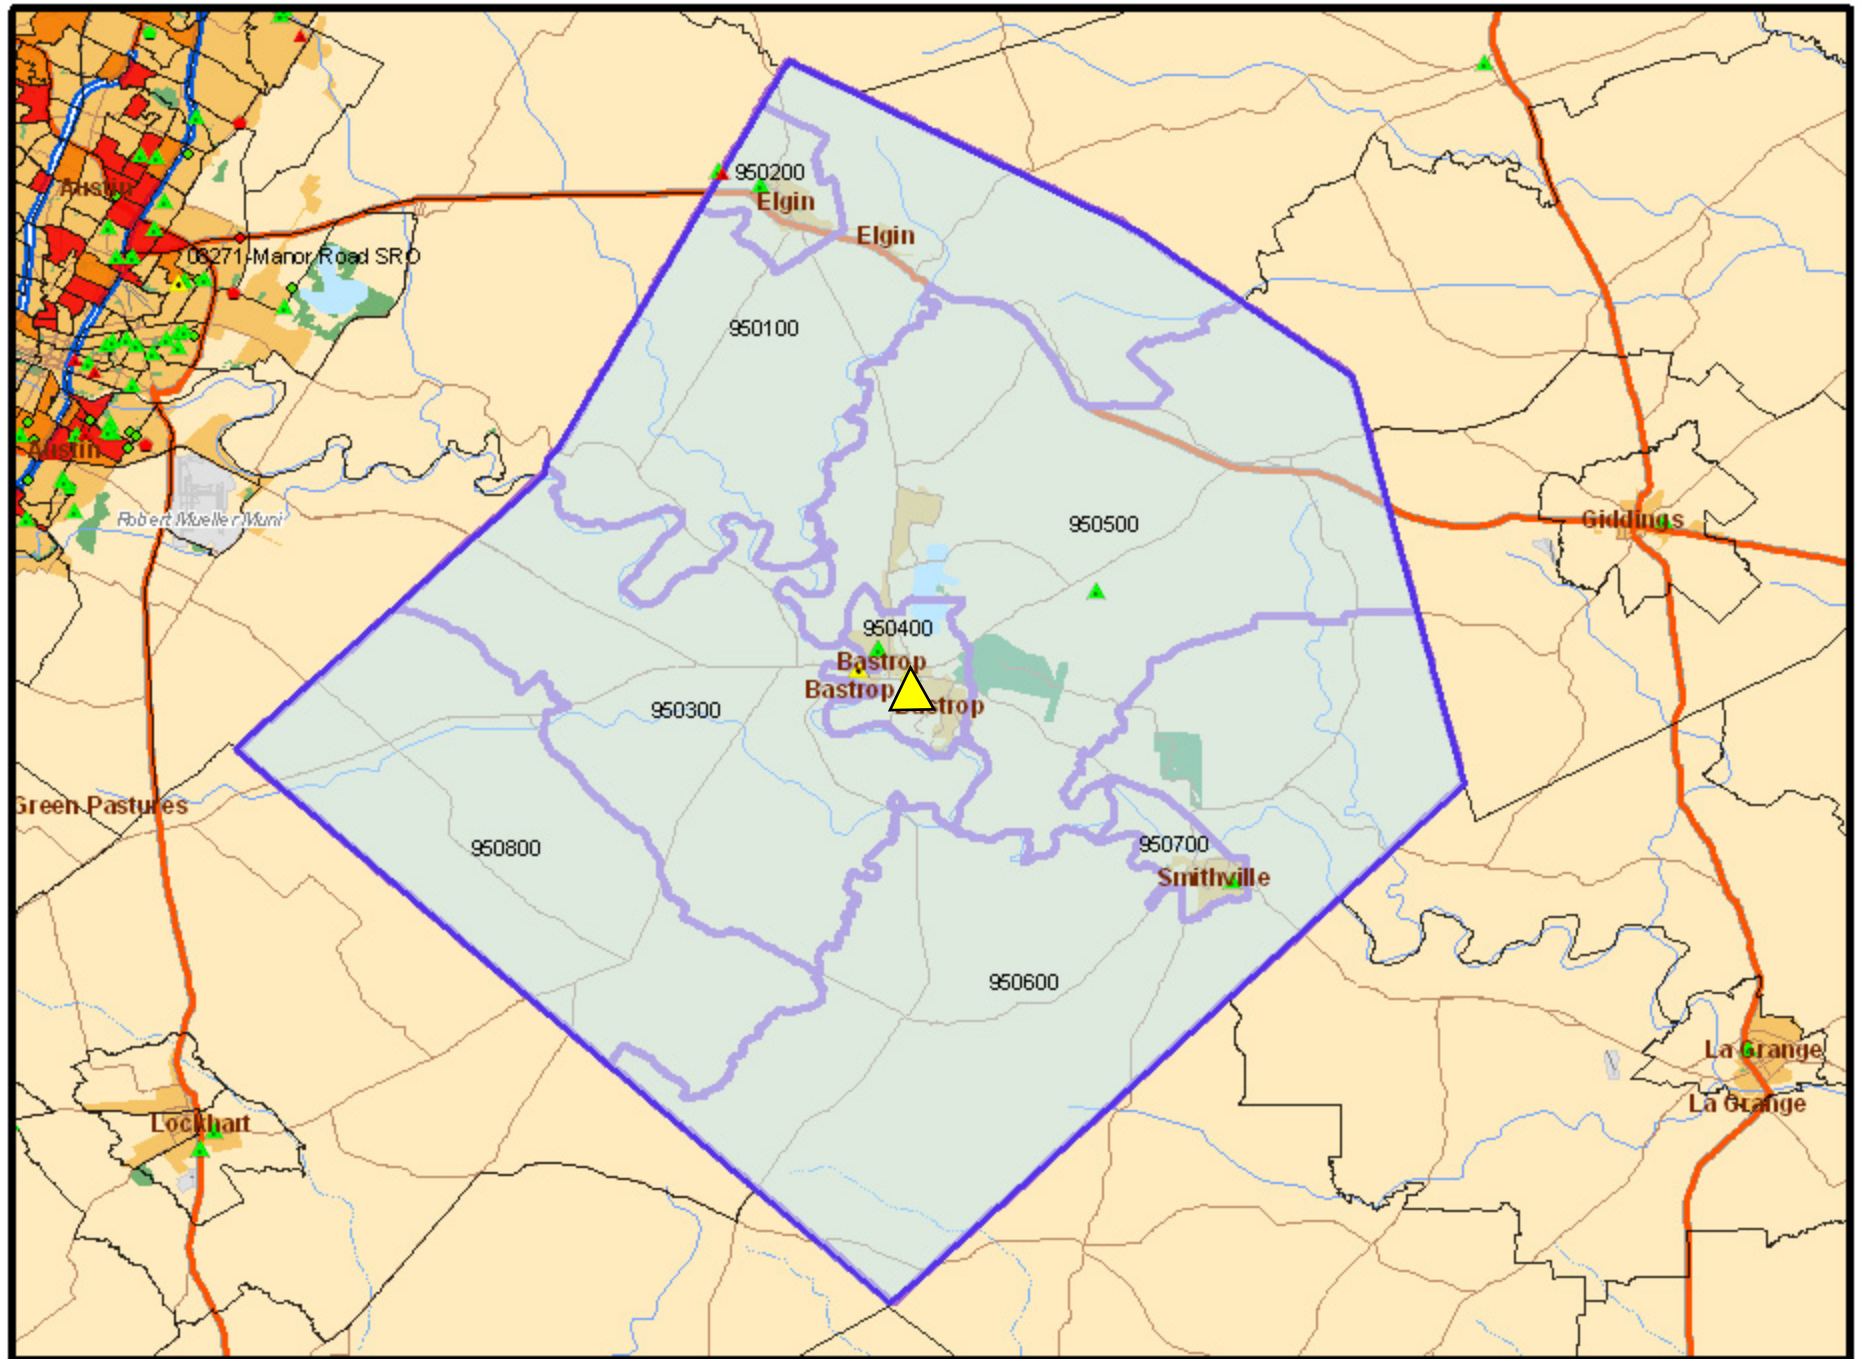 950200
Austin
Elgin
Elgin
06271-Manor Road SRO
950100
Austin
Robert Mueller Muni
950500
Giddings
950400
Bastrop
Bastrop
Bastrop
950300
Green Pastures
950700
950800
Smithville
950600
La Grange
La Grange
Lockhart